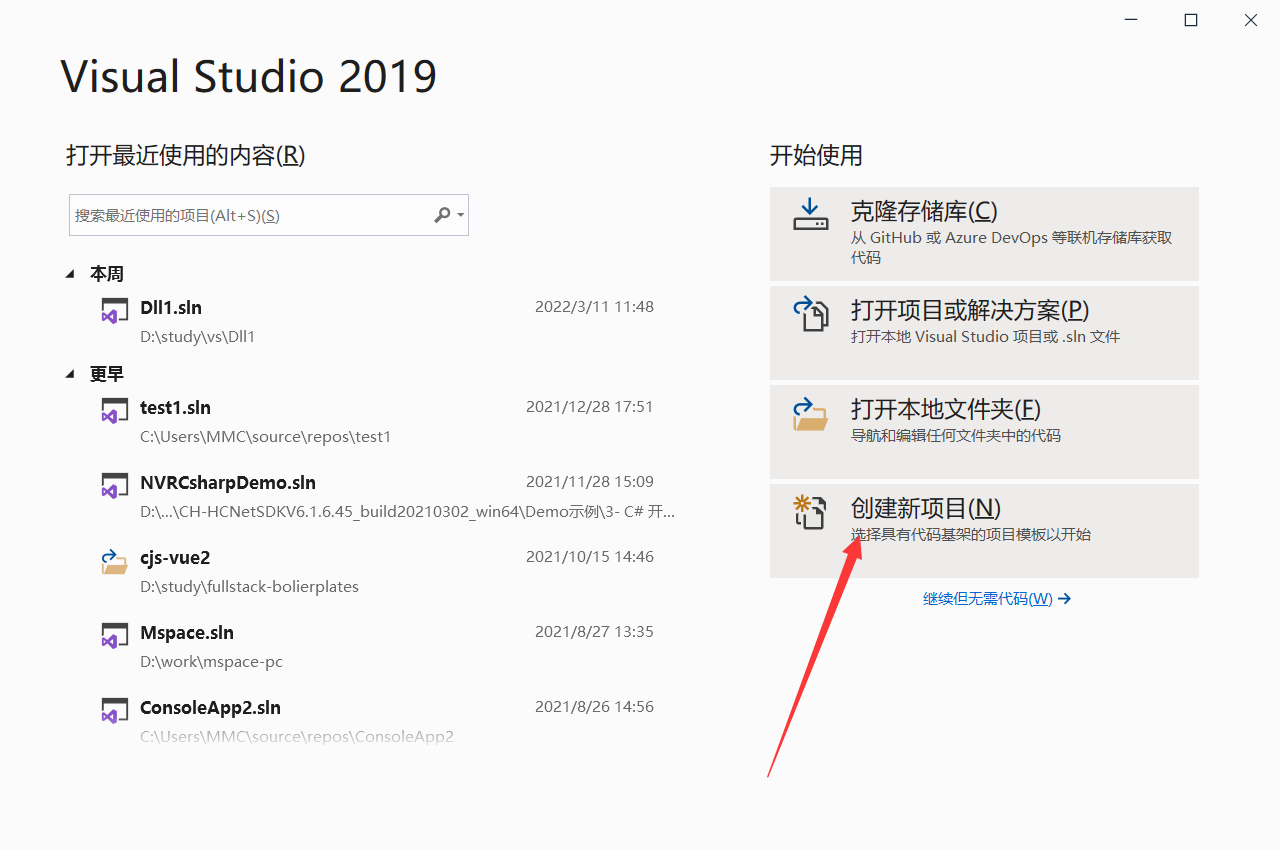 Visual Studio 2019
打开最近使用的内容(R)
搜索最近使用的项目(Alt+S)(S)
本周
Dll1.sln 2022/3/11 11:48
D:\study\vs\Dll1
更早
test1.sln 2021/12/28 17:51
C:\Users\MMC\source\repos\test1
NVRCsharpDemo.sln 2021/11/28 15:09
D:\...\CH-HCNetSDKV6.1.6.45_build20210302_win64\Demo示例\3- C# 开...
cjs-vue2 2021/10/15 14:46
D:\study\fullstack-bolierplates
Mspace.sln 2021/8/27 13:35
D:\work\mspace-pc
ConsoleApp2.sln 2021/8/26 14:56
C:\Users\MMC\source\repos\ConsoleApp2
开始使用
克隆存储库(C)
从 GitHub 或 Azure DevOps 等联机存储库获取
代码
打开项目或解决方案(P)
打开本地 Visual Studio 项目或 .sln 文件
打开本地文件夹(F)
导航和编辑任何文件夹中的代码
创建新项目(N)
选择具有代码基架的项目模板以开始
继续但无需代码(W)